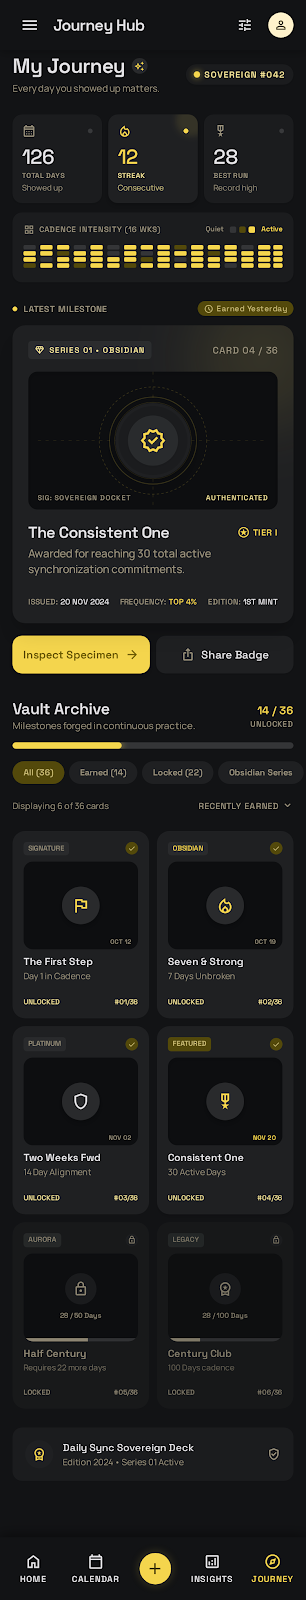 Journey Hub
My Journey
SOVEREIGN #042
Every day you showed up matters.
126
TOTAL DAYS
Showed up
12
STREAK
Consecutive
28
BEST RUN
Record high
CADENCE INTENSITY (16 WKS)
Quiet
Active
LATEST MILESTONE
Earned Yesterday
SERIES 01 • OBSIDIAN
CARD 04 / 36
SIG: SOVEREIGN DOCKET
AUTHENTICATED
The Consistent One
TIER I
Awarded for reaching 30 total active
synchronization commitments.
ISSUED: 20 NOV 2024
FREQUENCY: TOP 4%
EDITION: 1ST MINT
Inspect Specimen
Share Badge
Vault Archive
14 / 36
Milestones forged in continuous practice.
UNLOCKED
All (36)
Earned (14)
Locked (22)
Obsidian Series
Displaying 6 of 36 cards
RECENTLY EARNED
SIGNATURE
OCT 12
The First Step
Day 1 in Cadence
UNLOCKED
#01/36
OBSIDIAN
OCT 19
Seven & Strong
7 Days Unbroken
UNLOCKED
#02/36
PLATINUM
NOV 02
Two Weeks Fwd
14 Day Alignment
UNLOCKED
#03/36
FEATURED
NOV 20
Consistent One
30 Active Days
UNLOCKED
#04/36
AURORA
28 / 50 Days
Half Century
Requires 22 more days
LOCKED
#05/36
LEGACY
28 / 100 Days
Century Club
100 Days cadence
LOCKED
#06/36
Daily Sync Sovereign Deck
Edition 2024 • Series 01 Active
HOME
CALENDAR
INSIGHTS
JOURNEY